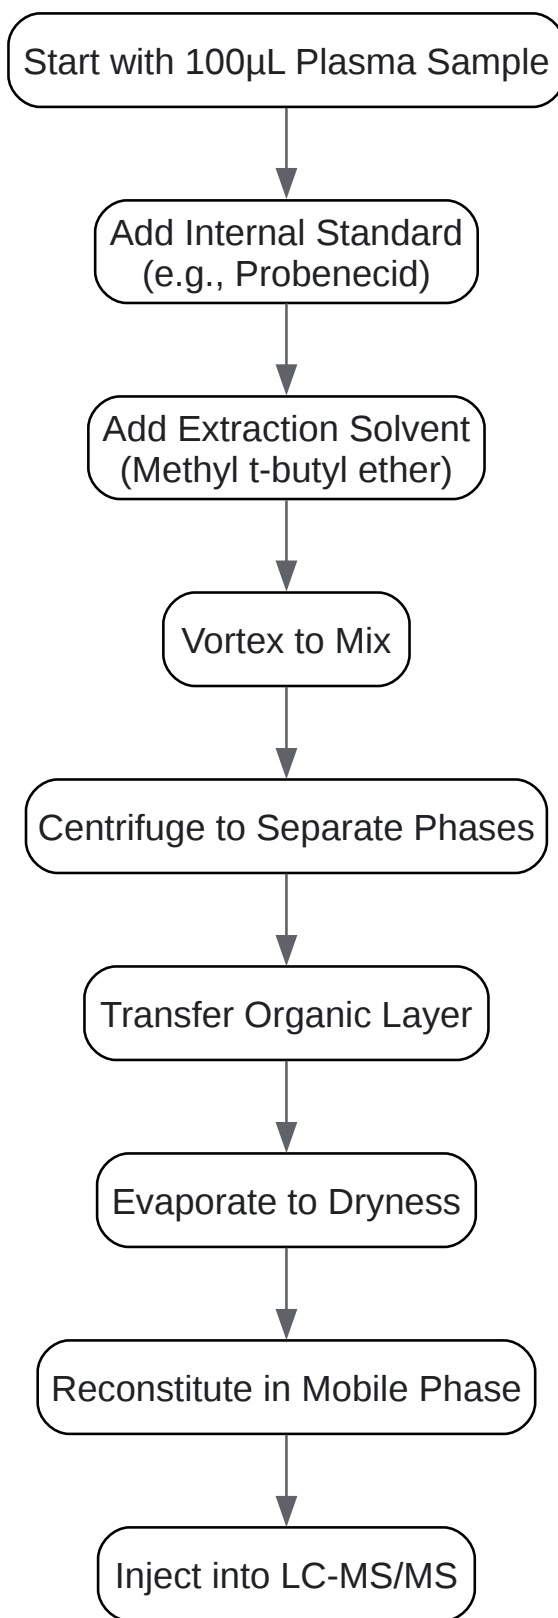 Start with 100µL Plasma Sample
Add Internal Standard
(e.g., Probenecid)
Add Extraction Solvent
(Methyl t-butyl ether)
Vortex to Mix
Centrifuge to Separate Phases
Transfer Organic Layer
Evaporate to Dryness
Reconstitute in Mobile Phase
Inject into LC-MS/MS